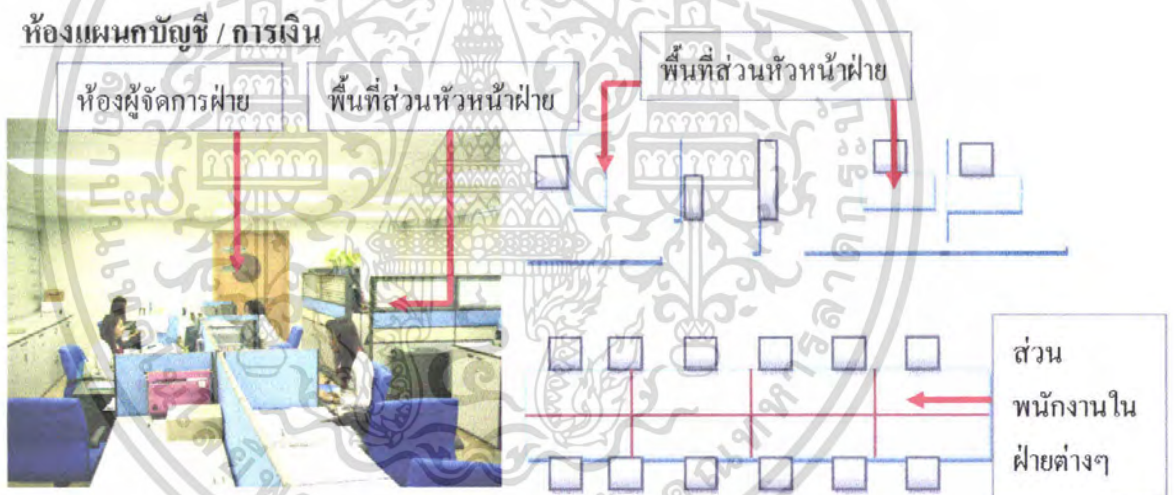 ห้องแผนกบัญชี / การเงิน
ห้องผู้จัดการฝ่าย
พื้นที่ส่วนหัวหน้าฝ่าย
พื้นที่ส่วนหัวหน้าฝ่าย
ส่วน
พนักงานใน
ฝ่ายต่างๆ